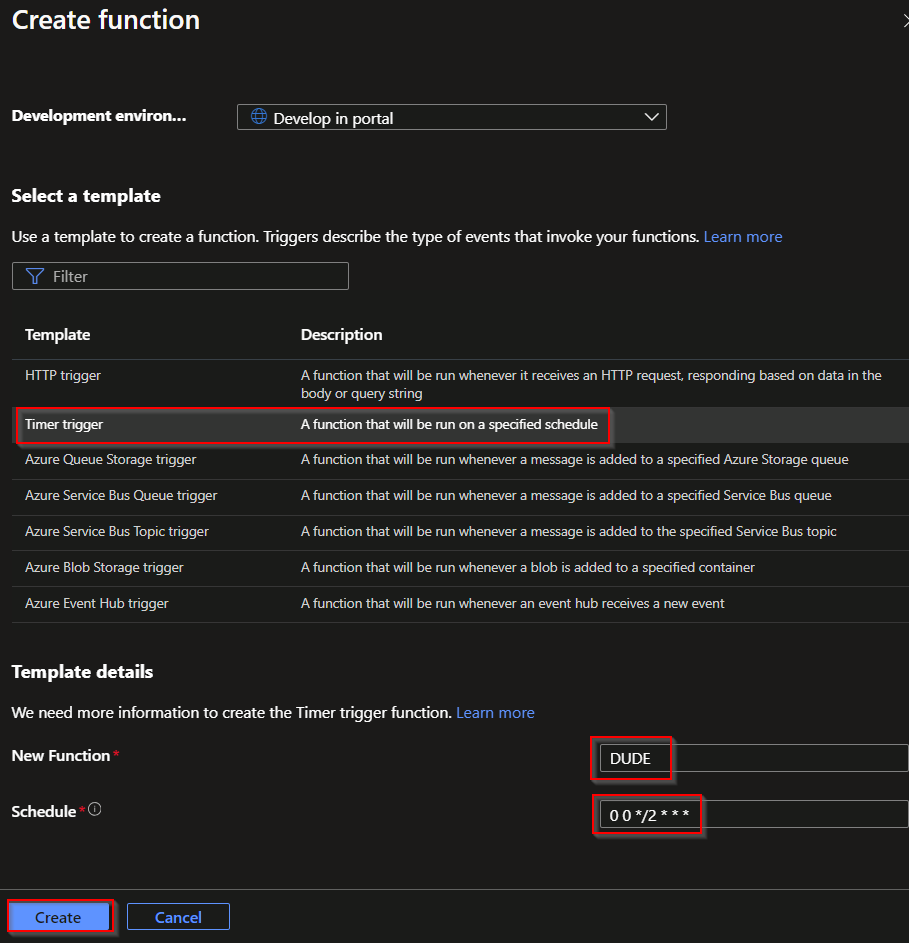 Create function
Development environ...
Develop in portal
Select a template
Use a template to create a function. Triggers describe the type of events that invoke your functions. Learn more
Filter
Template Description
HTTP trigger A function that will be run whenever it receives an HTTP request, responding based on data in the
body or query string
Timer trigger A function that will be run on a specified schedule
Azure Queue Storage trigger A function that will be run whenever a message is added to a specified Azure Storage queue
Azure Service Bus Queue trigger A function that will be run whenever a message is added to a specified Service Bus queue
Azure Service Bus Topic trigger A function that will be run whenever a message is added to the specified Service Bus topic
Azure Blob Storage trigger A function that will be run whenever a blob is added to a specified container
Azure Event Hub trigger A function that will be run whenever an event hub receives a new event
Template details
We need more information to create the Timer trigger function. Learn more
New Function * DUDE
Schedule * 0 0 */2 * * *
Create Cancel